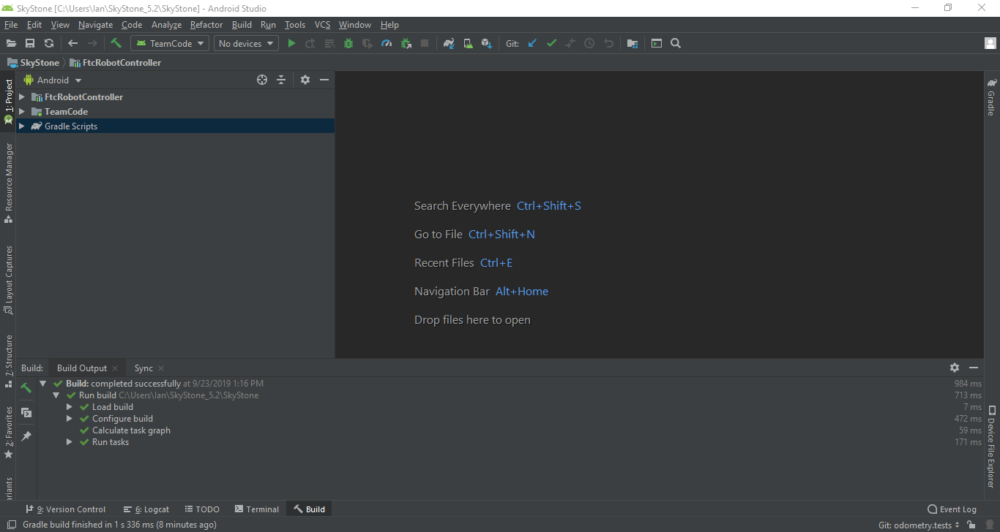 SkyStone [C:\Users\Ian\SkyStone_5.2\SkyStone] - Android Studio
File Edit View Navigate Code Analyze Refactor Build Run Tools VCS Window Help
TeamCode No devices Git:
SkyStone FtcRobotController
1: Project
Android
FtcRobotController
TeamCode
Gradle Scripts
Resource Manager
Layout Captures
7: Structure
2: Favorites
Gradle
Device File Explorer
Search Everywhere Ctrl+Shift+S
Go to File Ctrl+Shift+N
Recent Files Ctrl+E
Navigation Bar Alt+Home
Drop files here to open
Build: Build Output Sync
Build: completed successfully at 9/23/2019 1:16 PM 984 ms
Run build C:\Users\Ian\SkyStone_5.2\SkyStone 713 ms
Load build 7 ms
Configure build 472 ms
Calculate task graph 59 ms
Run tasks 171 ms
9: Version Control 6: Logcat TODO Terminal Build Event Log
Gradle build finished in 1 s 336 ms (8 minutes ago) Git: odometry.tests